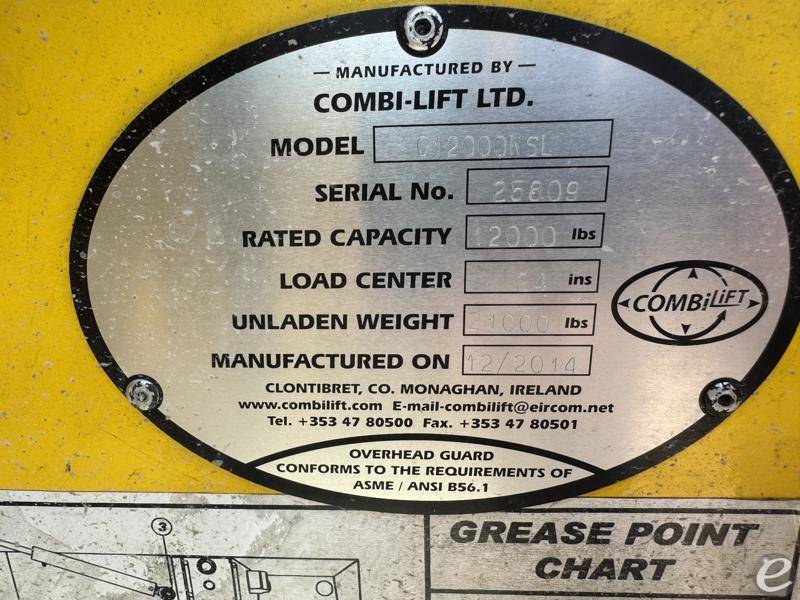 — MANUFACTURED BY —
COMBI-LIFT LTD.
MODEL C12000NSL
SERIAL No. 25809
RATED CAPACITY 12000 lbs
LOAD CENTER 24 ins
UNLADEN WEIGHT 21000 lbs
COMBiLiFT
MANUFACTURED ON 12/2014
CLONTIBRET, CO. MONAGHAN, IRELAND
www.combilift.com E-mail-combilift@eircom.net
Tel. +353 47 80500 Fax. +353 47 80501
OVERHEAD GUARD
CONFORMS TO THE REQUIREMENTS OF
ASME / ANSI B56.1
3
GREASE POINT
CHART
e